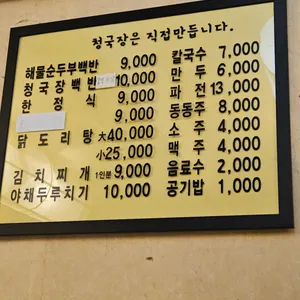 청국장은 직접만듭니다.
해물순두부백반 9,000
청국장백반 10,000
한정식 9,000
9,000
닭도리탕 大40,000
小25,000
김치찌개 1인분 9,000
야채두루치기 10,000
칼국수 7,000
만두 6,000
파전 13,000
동동주 8,000
소주 4,000
맥주 4,000
음료수 2,000
공기밥 1,000